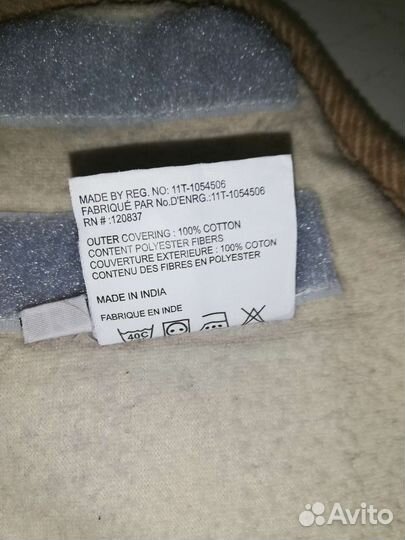 MADE BY REG. NO: 11T-1054506
FABRIQUÉ PAR No.D'ENRG.:11T-1054506
RN # :120837
OUTER COVERING : 100% COTTON
CONTENT POLYESTER FIBERS
COUVERTURE EXTERIEURE : 100% COTON
CONTENU DES FIBRES EN POLYESTER
MADE IN INDIA
FABRIQUE EN INDE
40C
Avito